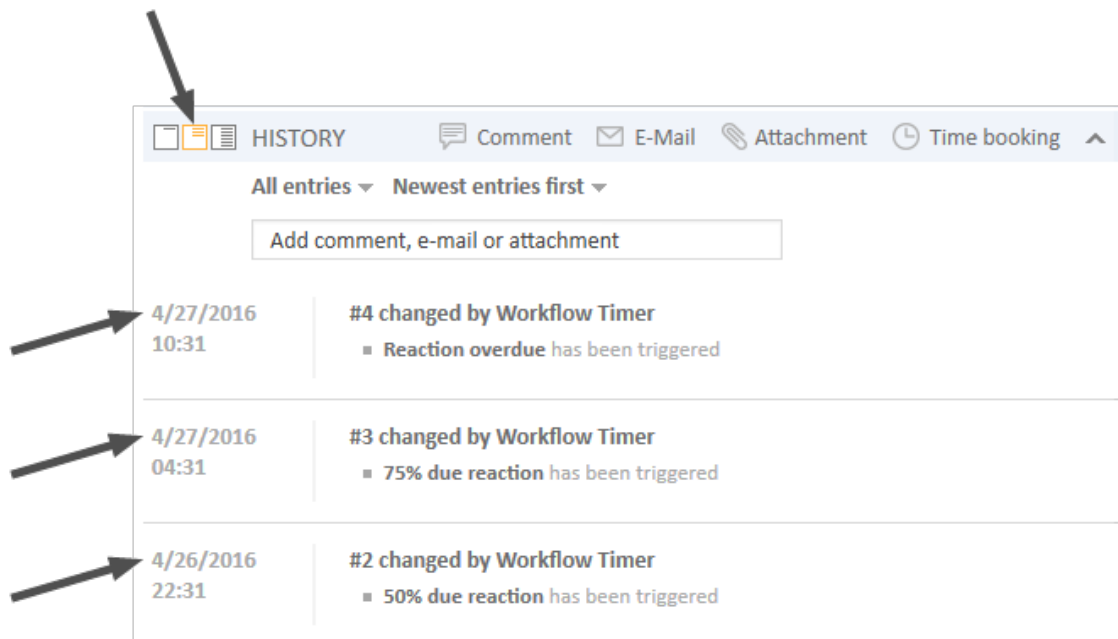 HISTORY Comment E-Mail Attachment Time booking
All entries Newest entries first
Add comment, e-mail or attachment
4/27/2016 #4 changed by Workflow Timer
10:31 Reaction overdue has been triggered
4/27/2016 #3 changed by Workflow Timer
04:31 75% due reaction has been triggered
4/26/2016 #2 changed by Workflow Timer
22:31 50% due reaction has been triggered